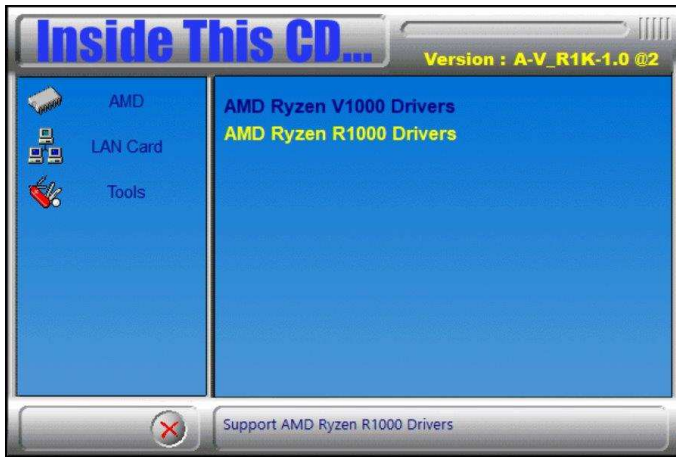 Inside This CD...
Version : A-V_R1K-1.0 @2
AMD
LAN Card
Tools
AMD Ryzen V1000 Drivers
AMD Ryzen R1000 Drivers
Support AMD Ryzen R1000 Drivers